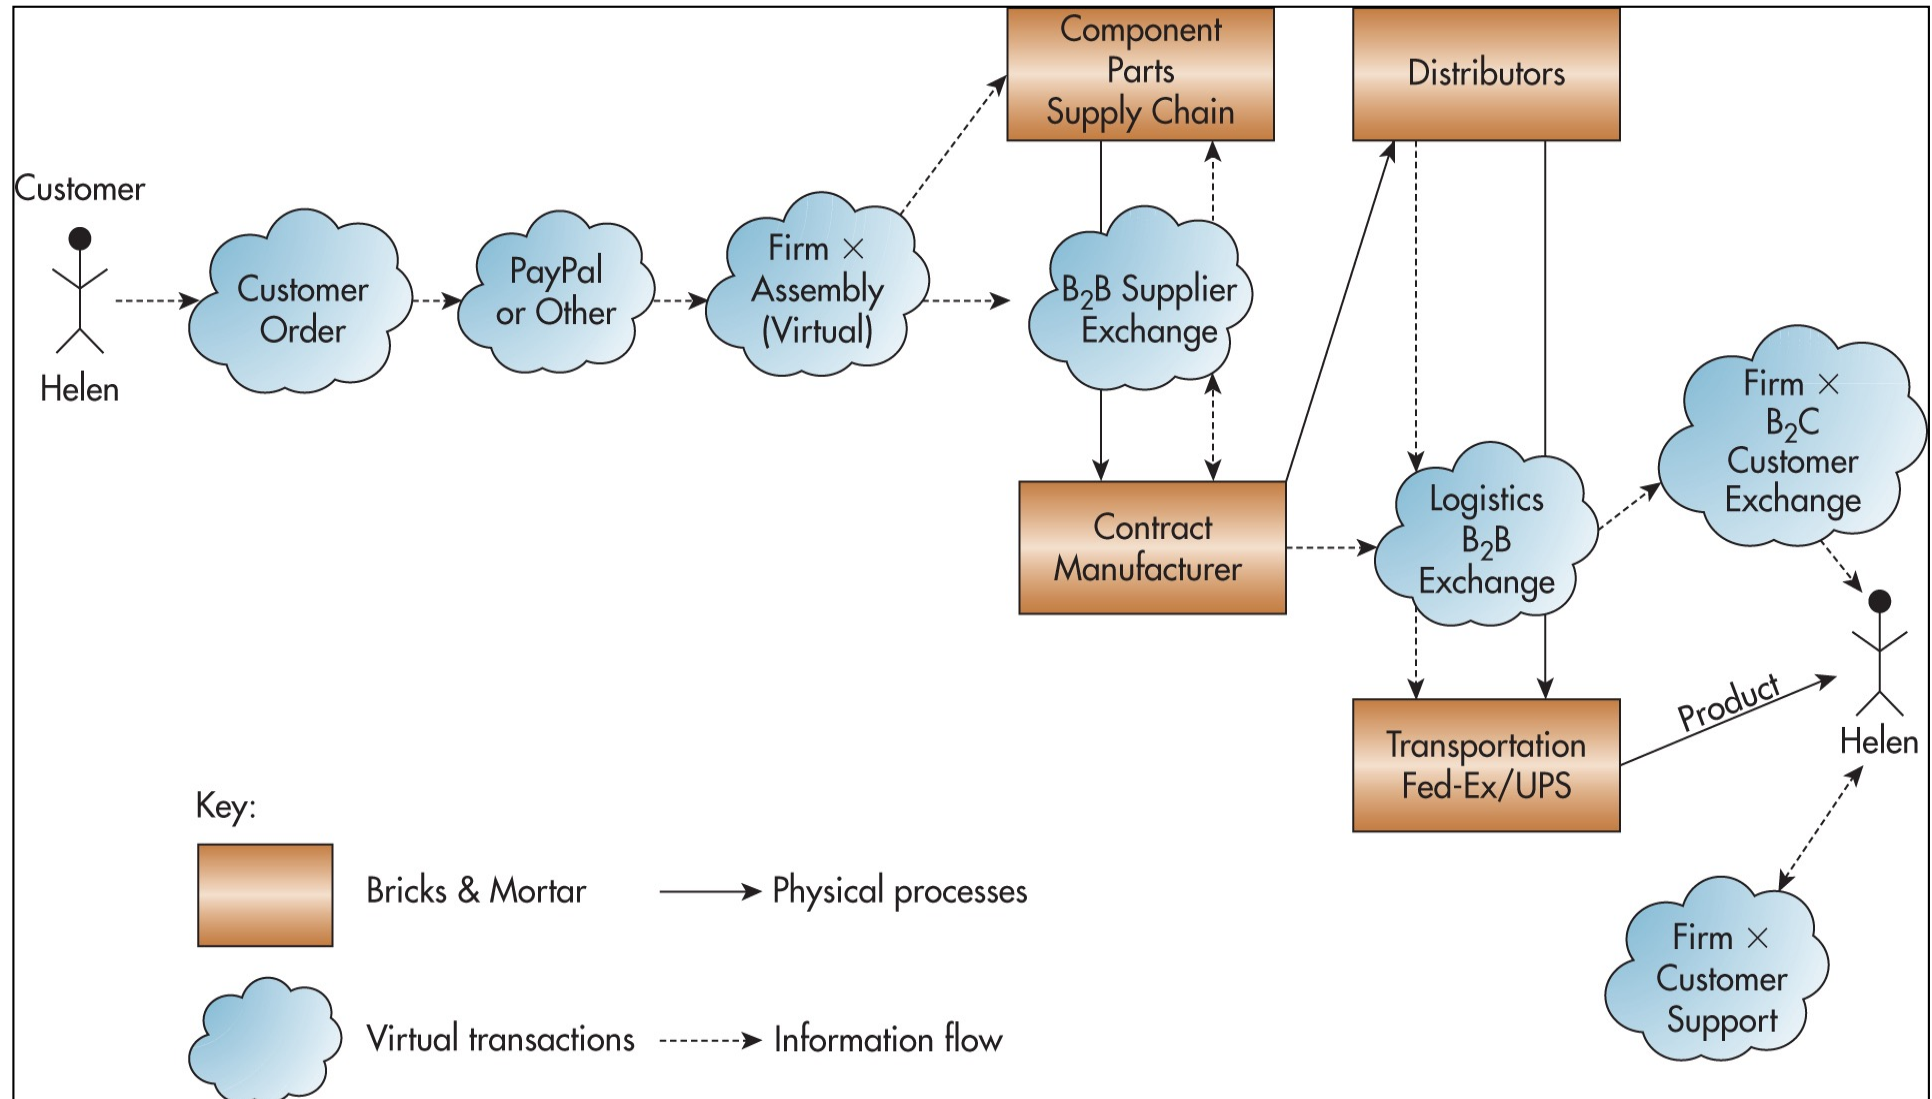 Customer
Helen
Customer
Order
PayPal
or Other
Firm ×
Assembly
(Virtual)
Component
Parts
Supply Chain
B2B Supplier
Exchange
Contract
Manufacturer
Distributors
Logistics
B2B
Exchange
Transportation
Fed-Ex/UPS
Firm ×
B2C
Customer
Exchange
Product
Helen
Firm ×
Customer
Support
Key:
Bricks & Mortar
Physical processes
Virtual transactions
Information flow